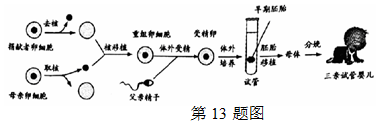 早期胚胎
去核
重组卵细胞
受精卵
捐献者卵细胞
核移植
体外受精
体外
培养
胚胎
移植
母体
分娩
取核
试管
三亲试管婴儿
母亲卵细胞
父亲精子
第 13 题图